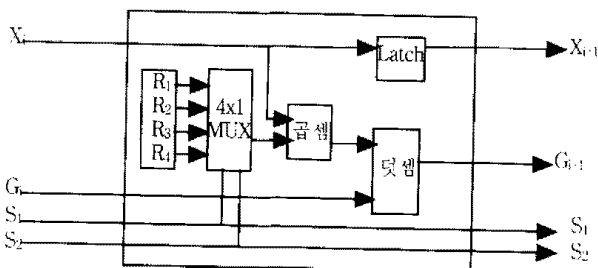 Xi
Latch
Xi-1
R1
R2
R3
R4
4x1
MUX
곱셈
덧셈
Gi
Gi-1
S1
S1
S2
S2